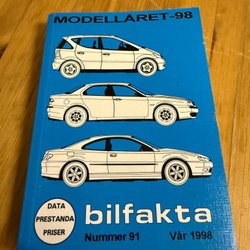 MODELLÅRET-98
DATA
PRESTANDA
PRISER
bilfakta
Nummer 91
Vår 1998